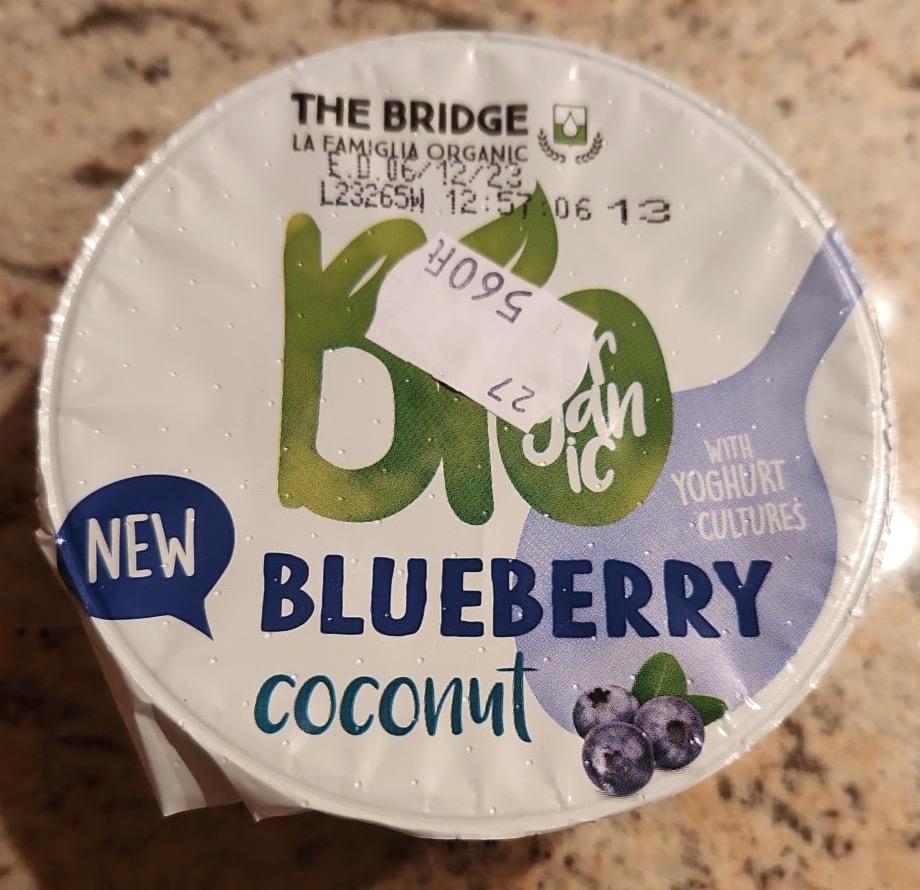 THE BRIDGE
LA FAMIGLIA ORGANIC
E.D.06/12/23
L23265W 12:57:06 13
BIO
560Ft
27
WITH
YOGHURT
CULTURES
NEW
BLUEBERRY
coconut